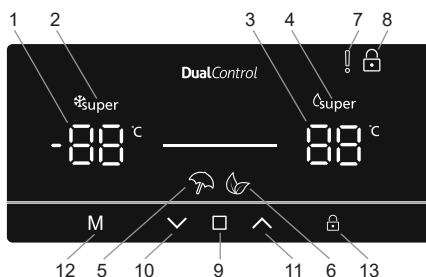 1 2 3 4 7 8
DualControl
super super
-88 °C 88 °C
M
12 5 10 9 11 6 13